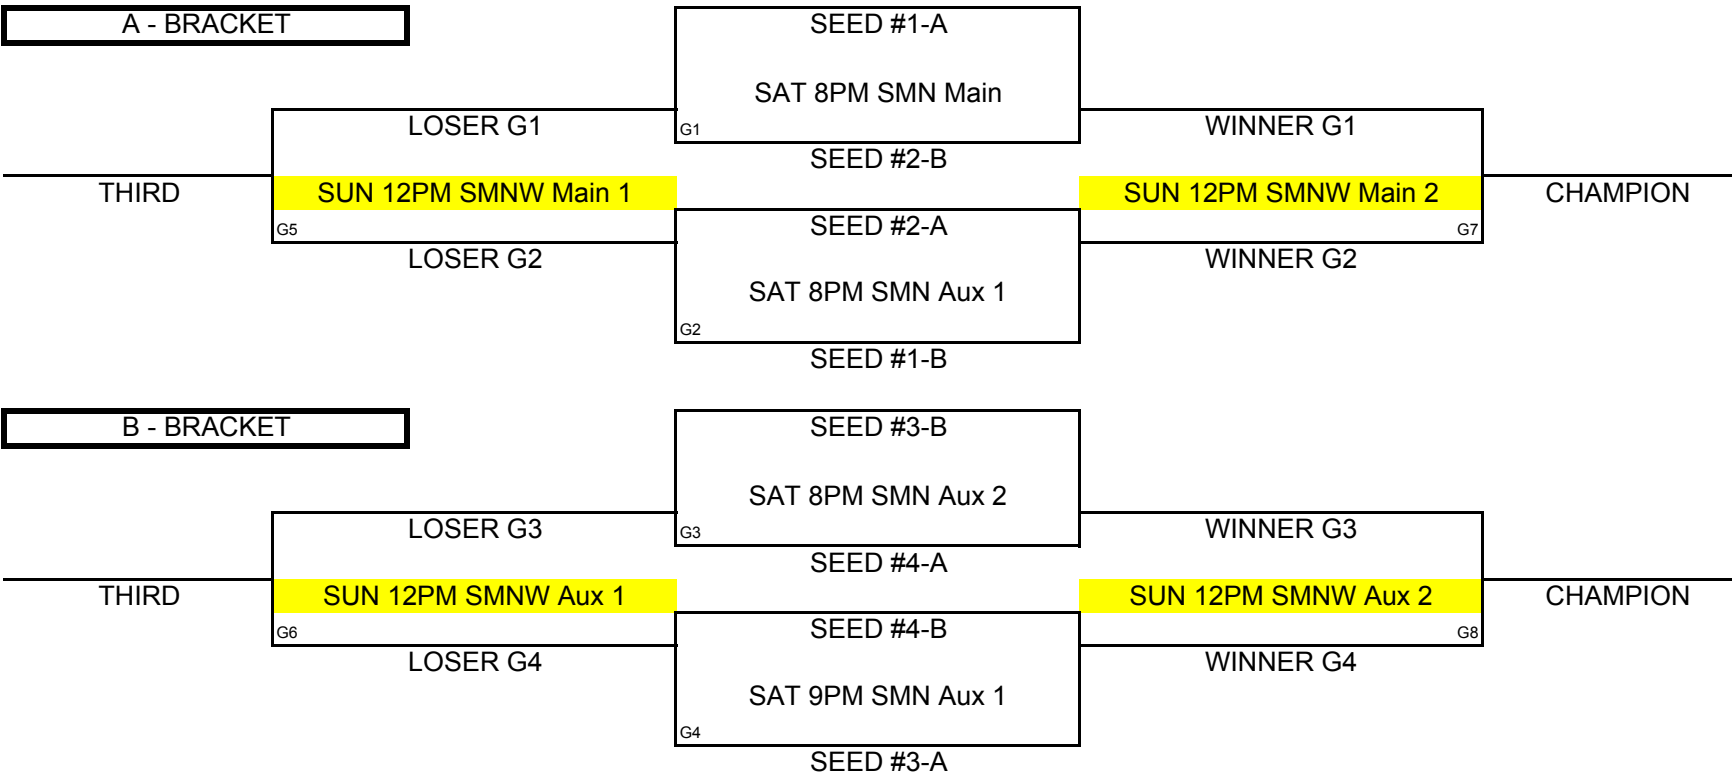 A - BRACKET
SEED #1-A
SAT 8PM SMN Main
LOSER G1
G1
WINNER G1
SEED #2-B
THIRD
SUN 12PM SMNW Main 1
SUN 12PM SMNW Main 2
CHAMPION
G5
SEED #2-A
G7
LOSER G2
WINNER G2
SAT 8PM SMN Aux 1
G2
SEED #1-B
B - BRACKET
SEED #3-B
SAT 8PM SMN Aux 2
LOSER G3
G3
WINNER G3
SEED #4-A
THIRD
SUN 12PM SMNW Aux 1
SUN 12PM SMNW Aux 2
CHAMPION
G6
SEED #4-B
G8
LOSER G4
WINNER G4
SAT 9PM SMN Aux 1
G4
SEED #3-A